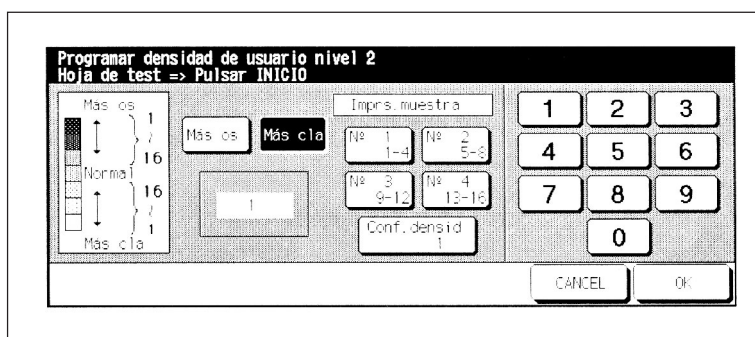 Programar densidad de usuario nivel 2
Hoja de test => Pulsar INICIO
Más os
1
≀
16
Normal
16
≀
1
Más cla
Más os
Más cla
1
Imprs.muestra
Nº 1
1-4
Nº 2
5-8
Nº 3
9-12
Nº 4
13-16
Conf.densid
1
1 2 3
4 5 6
7 8 9
0
CANCEL OK